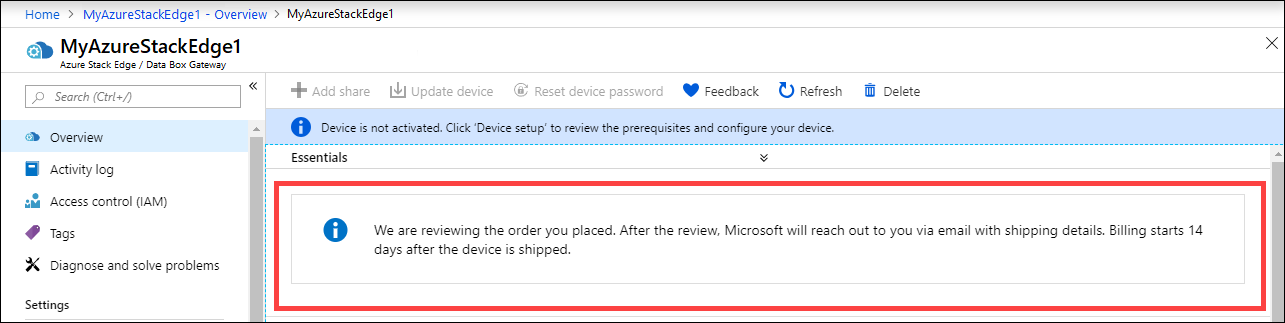 Home > MyAzureStackEdge1 - Overview > MyAzureStackEdge1
MyAzureStackEdge1
Azure Stack Edge / Data Box Gateway
Search (Ctrl+/)
Overview
Activity log
Access control (IAM)
Tags
Diagnose and solve problems
Settings
Add share Update device Reset device password Feedback Refresh Delete
Device is not activated. Click 'Device setup' to review the prerequisites and configure your device.
Essentials
We are reviewing the order you placed. After the review, Microsoft will reach out to you via email with shipping details. Billing starts 14
days after the device is shipped.